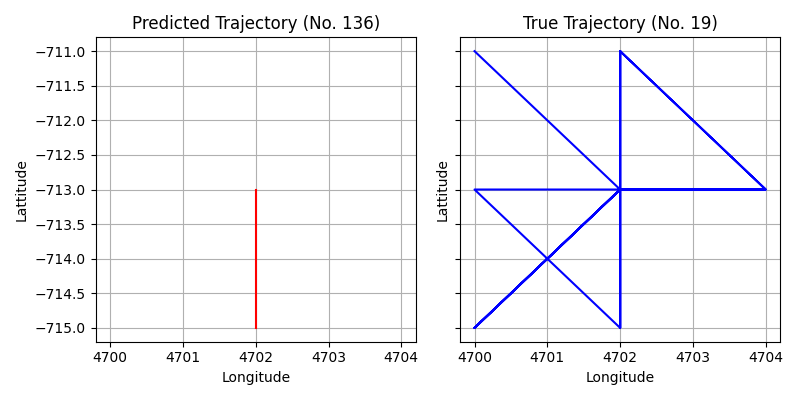 Predicted Trajectory (No. 136)
True Trajectory (No. 19)
−711.0
−711.5
−712.0
−712.5
−713.0
−713.5
−714.0
−714.5
−715.0
Lattitude
Lattitude
4700 4701 4702 4703 4704
4700 4701 4702 4703 4704
Longitude
Longitude